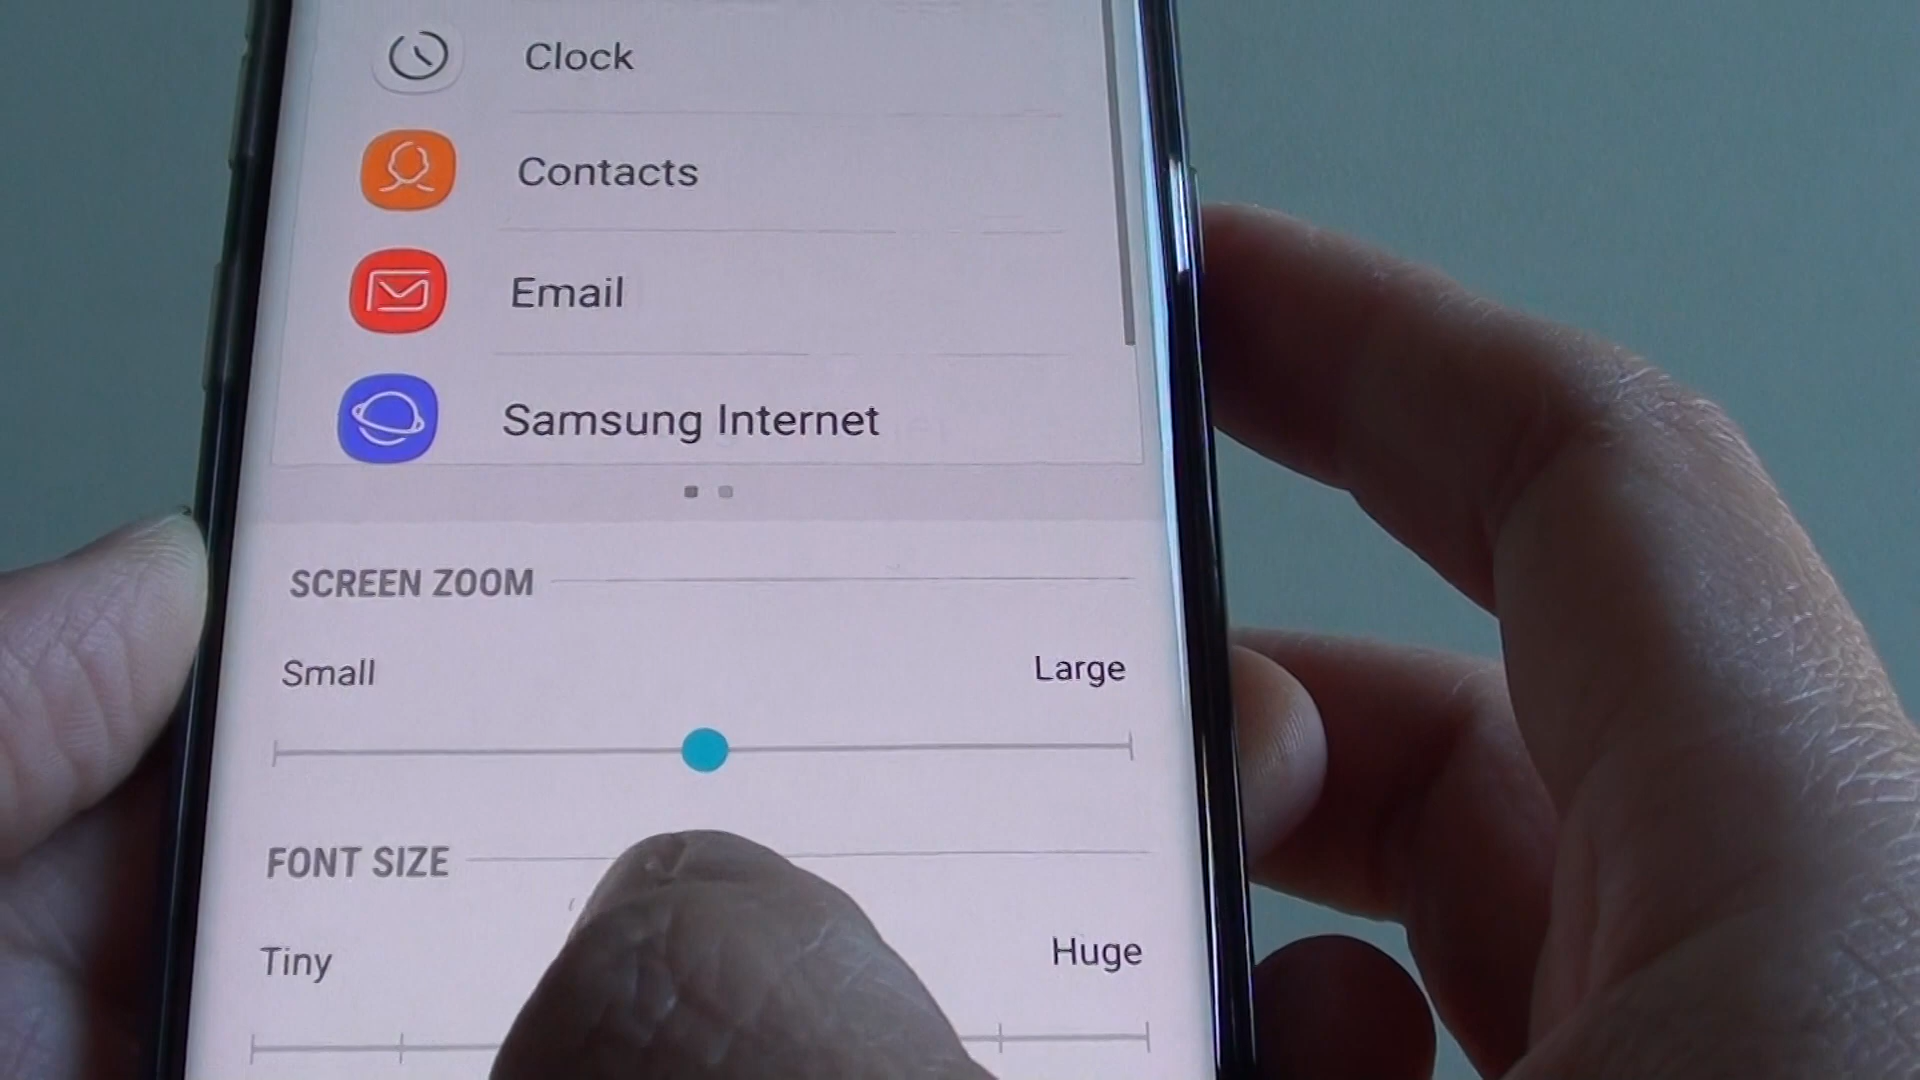 Clock
Contacts
Email
Samsung Internet
SCREEN ZOOM
Small Large
FONT SIZE
Tiny Huge